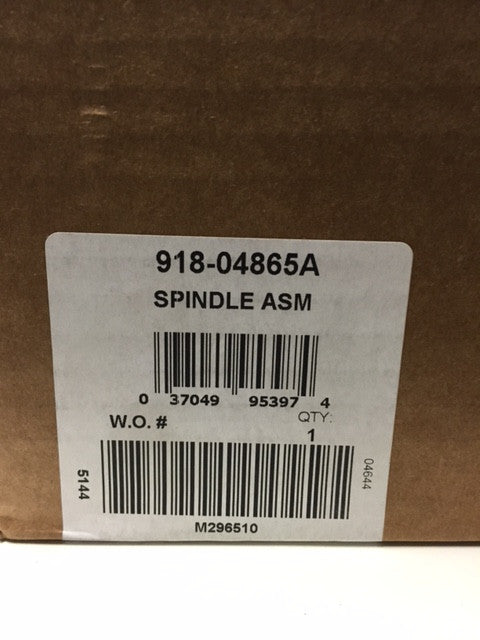 918-04865A
SPINDLE ASM
0 37049 95397 4
W.O. #
QTY:
1
5144
04644
M296510